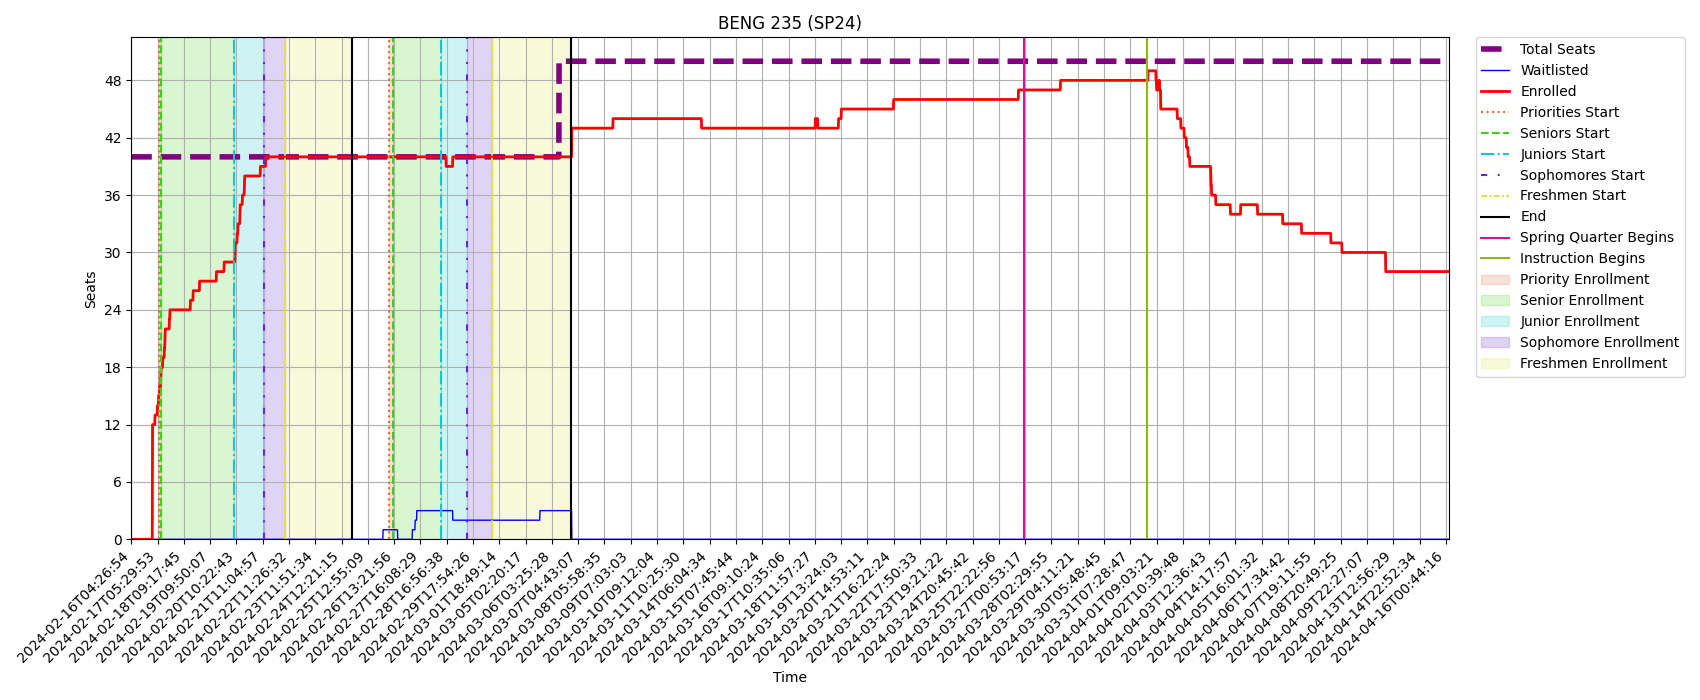 BENG 235 (SP24)
Seats
48
42
36
30
24
18
12
6
0
2024-02-16T04:26:54
2024-02-17T05:29:53
2024-02-18T09:17:45
2024-02-19T09:50:07
2024-02-20T10:22:43
2024-02-21T11:04:57
2024-02-22T11:26:32
2024-02-23T11:51:34
2024-02-24T12:21:15
2024-02-25T12:55:09
2024-02-26T13:21:56
2024-02-27T16:08:29
2024-02-28T16:56:38
2024-02-29T17:54:26
2024-03-01T18:49:14
2024-03-05T02:20:17
2024-03-06T03:25:28
2024-03-07T04:43:07
2024-03-08T05:58:35
2024-03-09T07:03:03
2024-03-10T09:12:04
2024-03-11T10:25:30
2024-03-14T06:04:34
2024-03-15T07:45:44
2024-03-16T09:10:24
2024-03-17T10:35:06
2024-03-18T11:57:27
2024-03-19T13:24:03
2024-03-20T14:53:11
2024-03-21T16:22:24
2024-03-22T17:50:33
2024-03-23T19:21:22
2024-03-24T20:45:42
2024-03-25T22:22:56
2024-03-27T00:53:17
2024-03-28T02:29:55
2024-03-29T04:11:21
2024-03-30T05:48:45
2024-03-31T07:28:47
2024-04-01T09:03:21
2024-04-02T10:39:48
2024-04-03T12:36:43
2024-04-04T14:17:57
2024-04-05T16:01:32
2024-04-06T17:34:42
2024-04-07T19:11:55
2024-04-08T20:49:25
2024-04-09T22:27:07
2024-04-13T12:56:29
2024-04-14T22:52:34
2024-04-16T00:44:16
Time
Total Seats
Waitlisted
Enrolled
Priorities Start
Seniors Start
Juniors Start
Sophomores Start
Freshmen Start
End
Spring Quarter Begins
Instruction Begins
Priority Enrollment
Senior Enrollment
Junior Enrollment
Sophomore Enrollment
Freshmen Enrollment